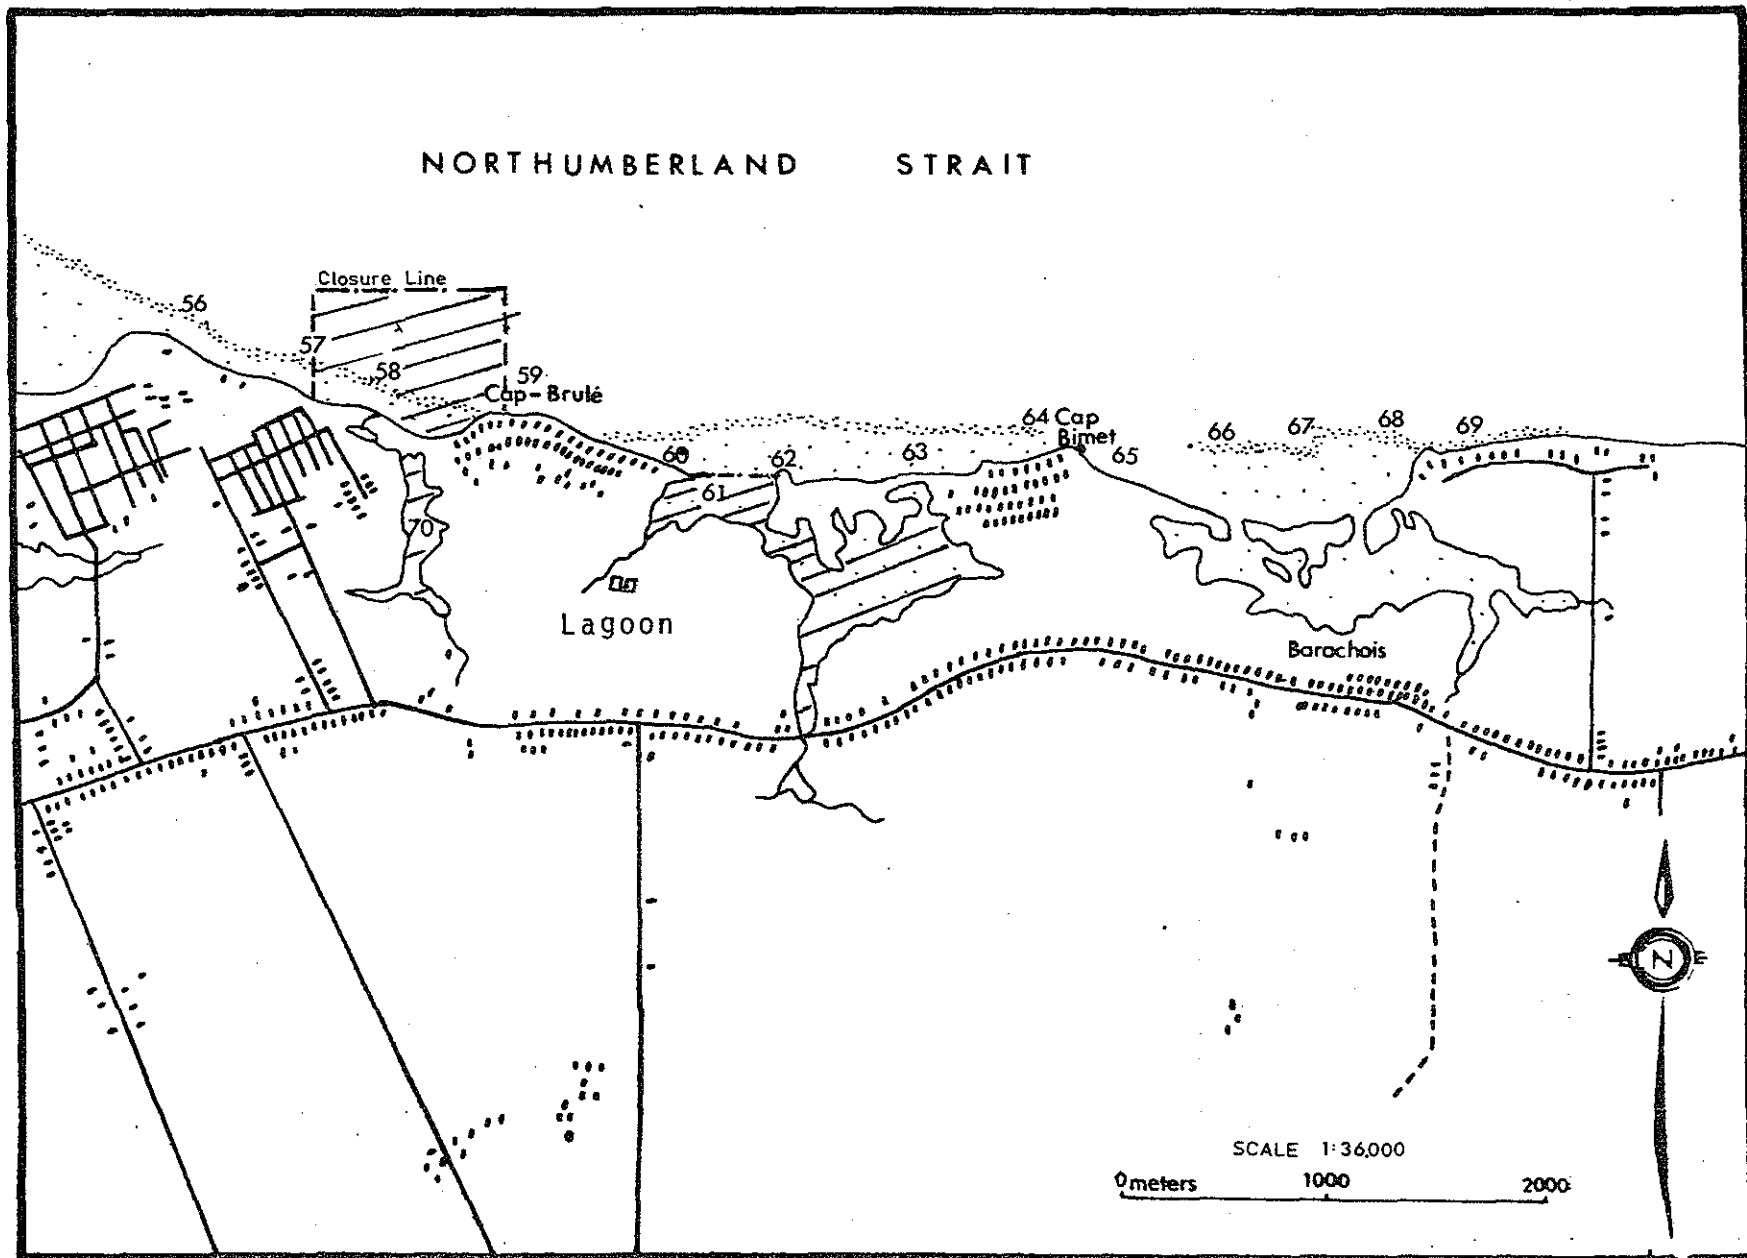 NORTHUMBERLAND STRAIT
Closure Line
56
57
58
59
Cap-Brulé
60
61
62
63
64 Cap Bimet
65
66
67
68
69
70
Lagoon
Barachois
N
SCALE 1:36,000
0 meters 1000 2000